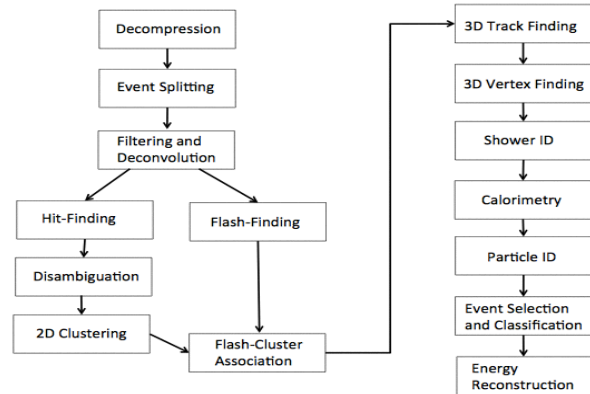 Decompression
Event Splitting
Filtering and
Deconvolution
Hit-Finding
Flash-Finding
Disambiguation
2D Clustering
Flash-Cluster
Association
3D Track Finding
3D Vertex Finding
Shower ID
Calorimetry
Particle ID
Event Selection
and Classification
Energy
Reconstruction